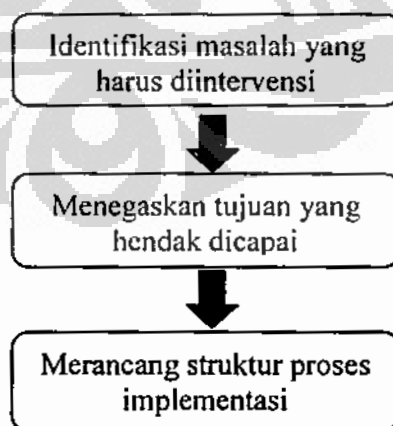 Identifikasi masalah yang
harus diintervensi
Menegaskan tujuan yang
hendak dicapai
Merancang struktur proses
implementasi